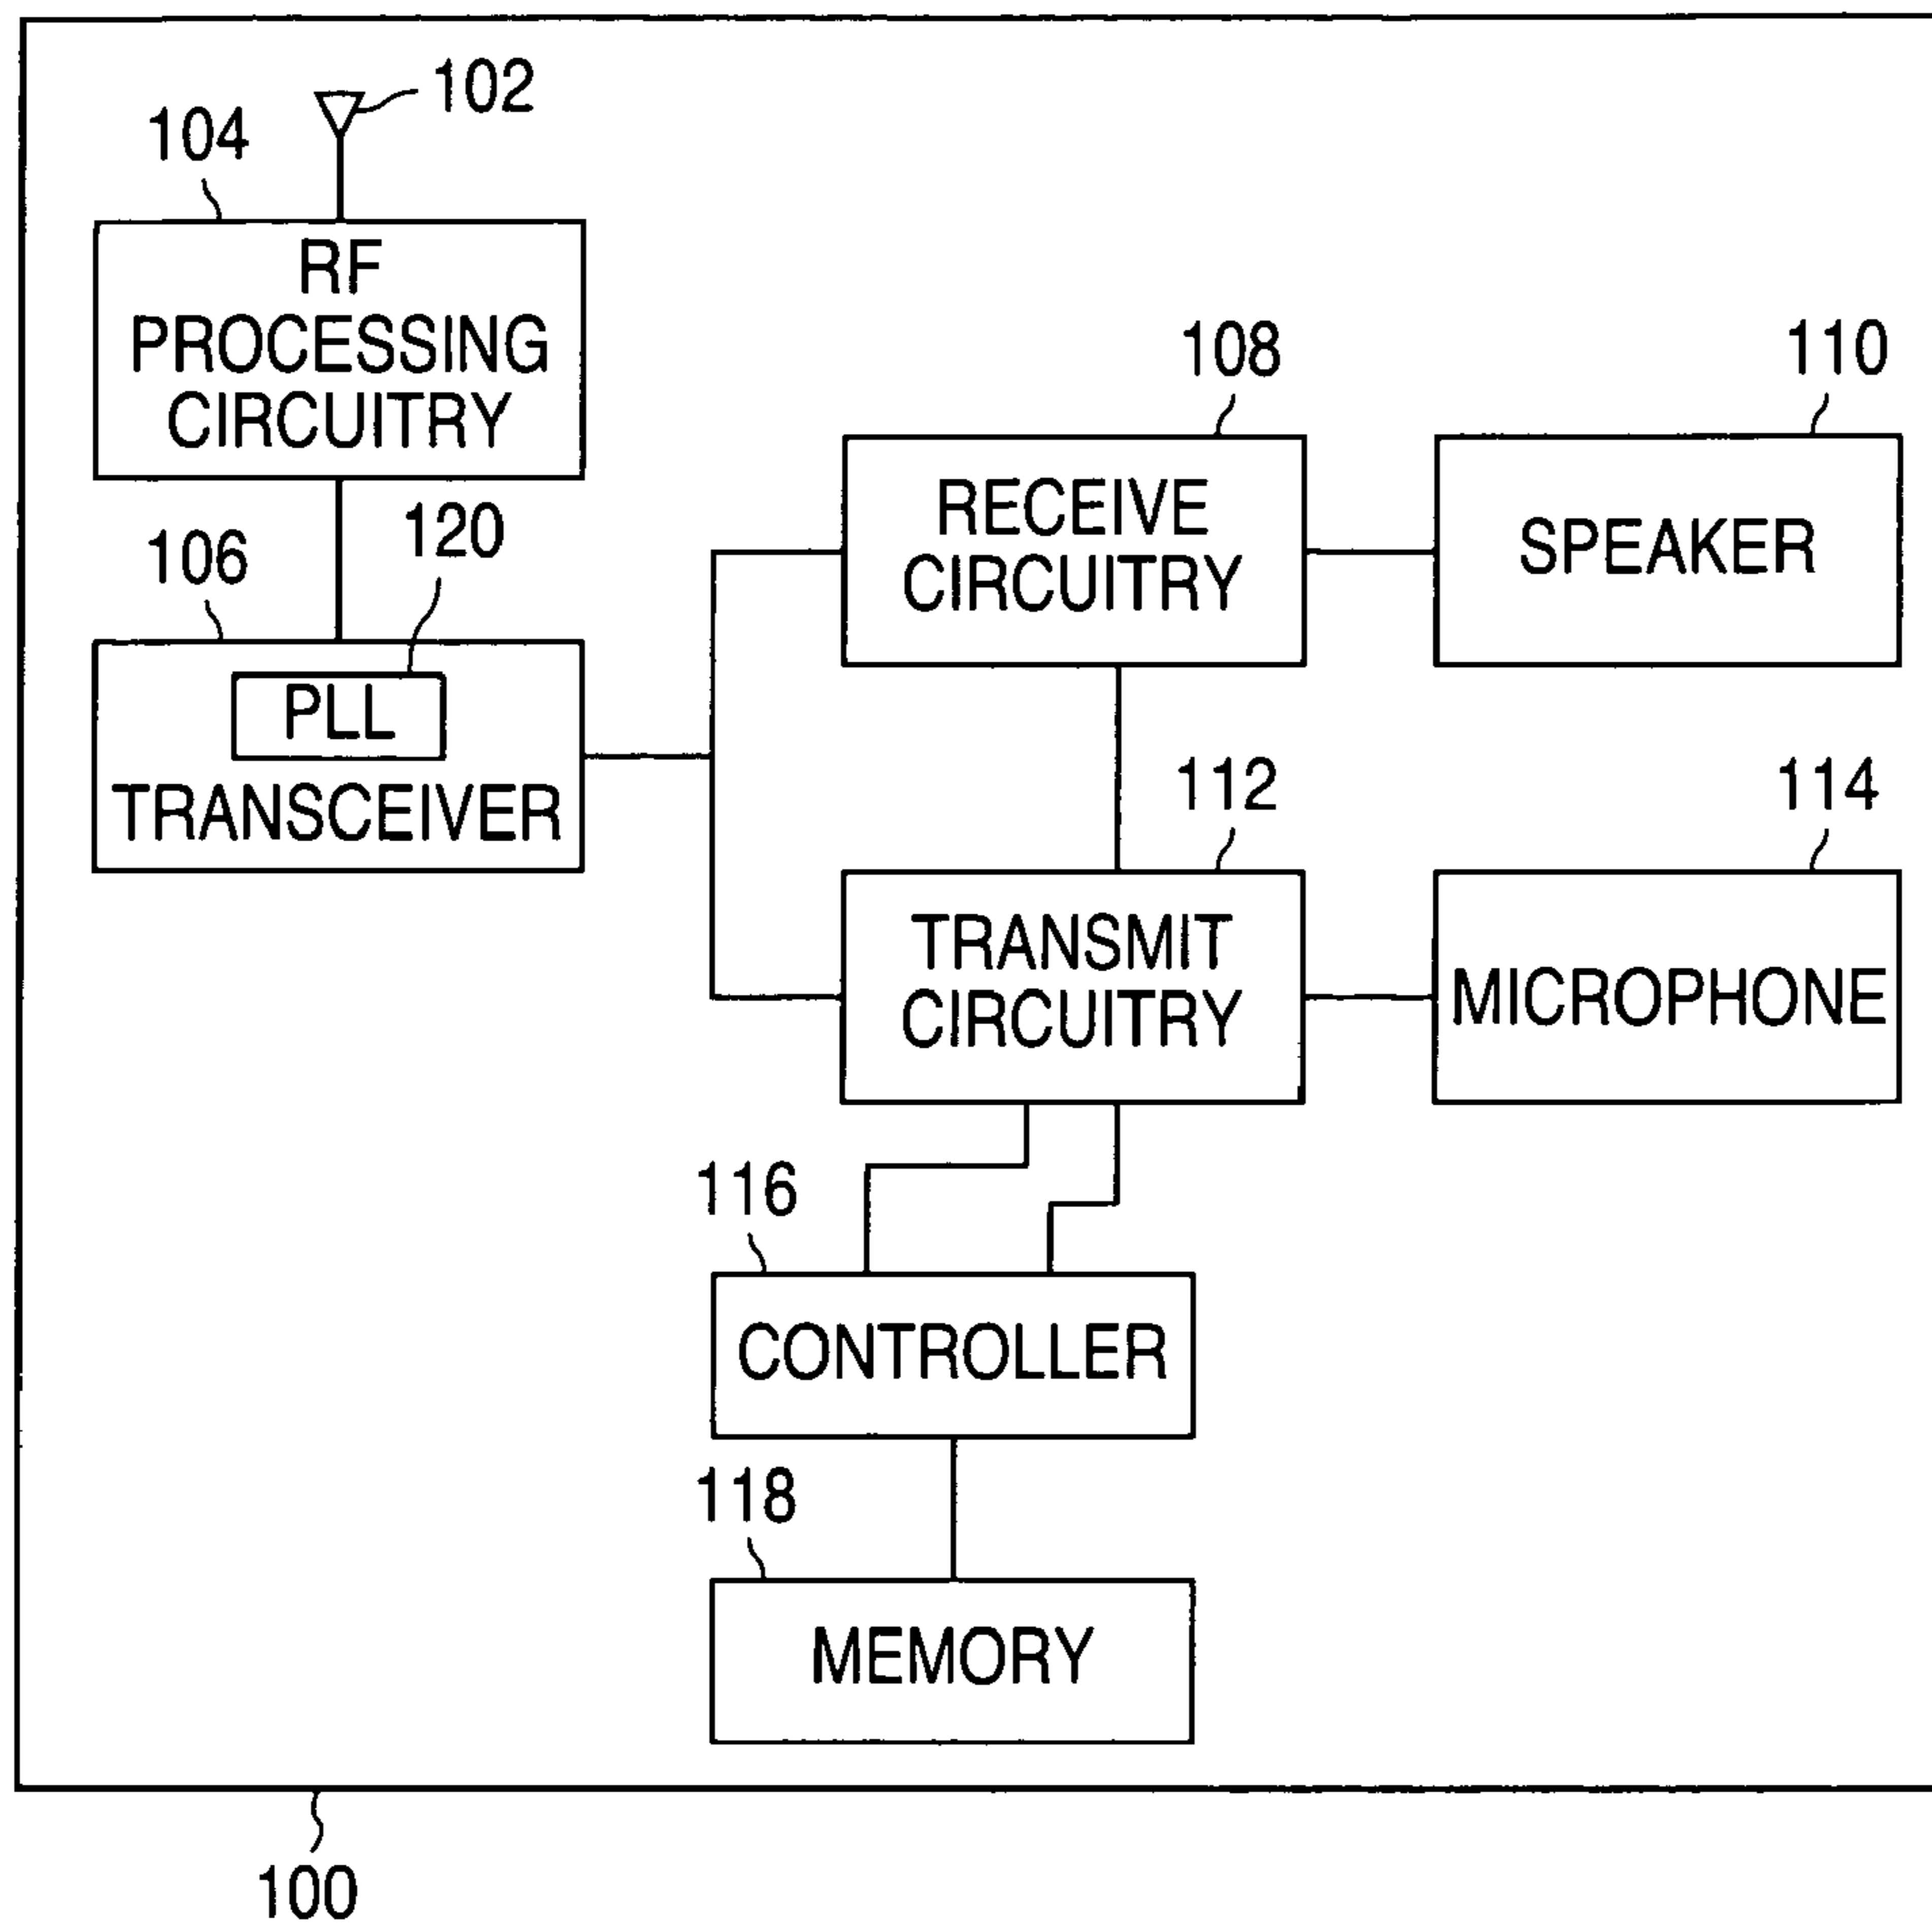 102
104
RF
PROCESSING
CIRCUITRY
108
110
120
106
RECEIVE
CIRCUITRY
SPEAKER
PLL
TRANSCEIVER
112
114
TRANSMIT
CIRCUITRY
MICROPHONE
116
CONTROLLER
118
MEMORY
100